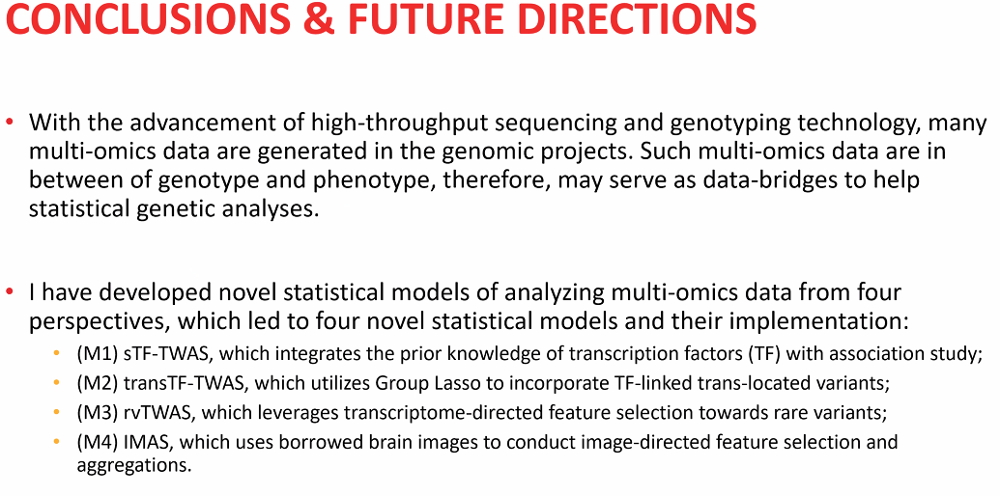 CONCLUSIONS & FUTURE DIRECTIONS
• With the advancement of high-throughput sequencing and genotyping technology, many
multi-omics data are generated in the genomic projects. Such multi-omics data are in
between of genotype and phenotype, therefore, may serve as data-bridges to help
statistical genetic analyses.
• I have developed novel statistical models of analyzing multi-omics data from four
perspectives, which led to four novel statistical models and their implementation:
• (M1) sTF-TWAS, which integrates the prior knowledge of transcription factors (TF) with association study;
• (M2) transTF-TWAS, which utilizes Group Lasso to incorporate TF-linked trans-located variants;
• (M3) rvTWAS, which leverages transcriptome-directed feature selection towards rare variants;
• (M4) IMAS, which uses borrowed brain images to conduct image-directed feature selection and
aggregations.